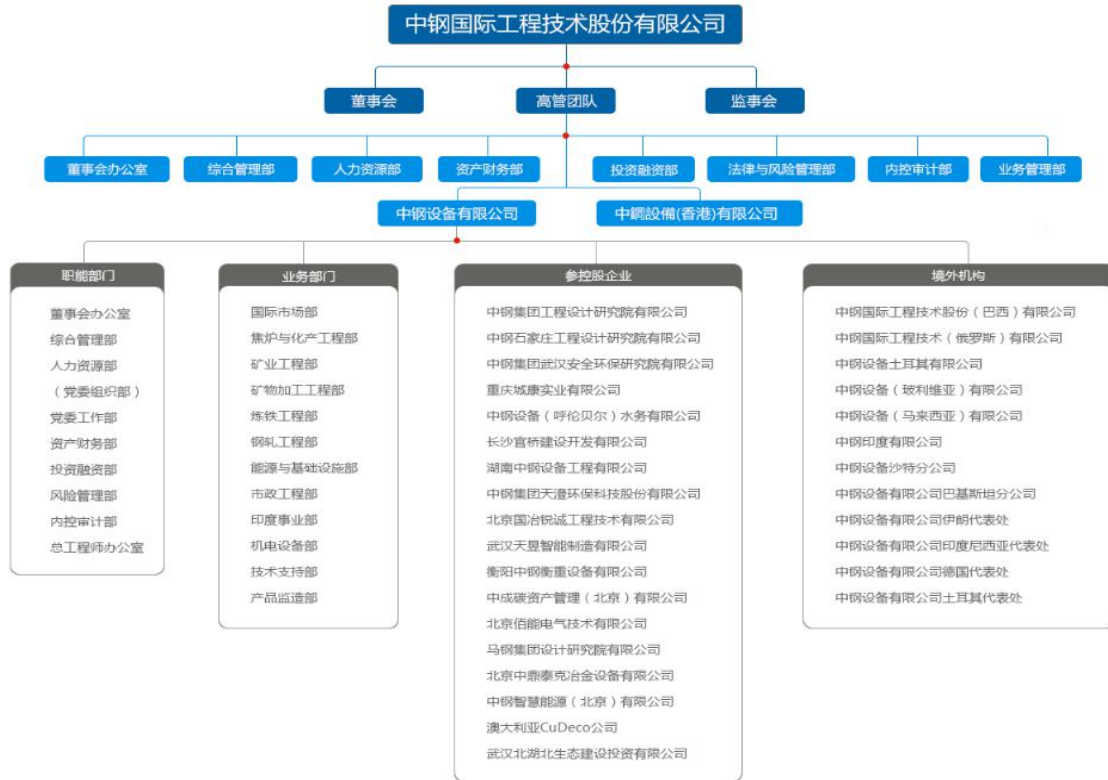 中钢国际工程技术股份有限公司
董事会
高管团队
监事会
董事会办公室
综合管理部
人力资源部
资产财务部
投资融资部
法律与风险管理部
内控审计部
业务管理部
中钢设备有限公司
中鋼設備(香港)有限公司
职能部门
董事会办公室
综合管理部
人力资源部
（党委组织部）
党委工作部
资产财务部
投资融资部
风险管理部
内控审计部
总工程师办公室
业务部门
国际市场部
焦炉与化产工程部
矿业工程部
矿物加工工程部
炼铁工程部
钢轧工程部
能源与基础设施部
市政工程部
印度事业部
机电设备部
技术支持部
产品监造部
参控股企业
中钢集团工程设计研究院有限公司
中钢石家庄工程设计研究院有限公司
中钢集团武汉安全环保研究院有限公司
重庆城康实业有限公司
中钢设备（呼伦贝尔）水务有限公司
长沙官桥建设开发有限公司
湖南中钢设备工程有限公司
中钢集团天澄环保科技股份有限公司
北京国冶锐诚工程技术有限公司
武汉天昱智能制造有限公司
衡阳中钢衡重设备有限公司
中成碳资产管理（北京）有限公司
北京佰能电气技术有限公司
马钢集团设计研究院有限公司
北京中鼎泰克冶金设备有限公司
中钢智慧能源（北京）有限公司
澳大利亚CuDeco公司
武汉北湖北生态建设投资有限公司
境外机构
中钢国际工程技术股份（巴西）有限公司
中钢国际工程技术（俄罗斯）有限公司
中钢设备土耳其有限公司
中钢设备（玻利维亚）有限公司
中钢设备（马来西亚）有限公司
中钢印度有限公司
中钢设备沙特分公司
中钢设备有限公司巴基斯坦分公司
中钢设备有限公司伊朗代表处
中钢设备有限公司印度尼西亚代表处
中钢设备有限公司德国代表处
中钢设备有限公司土耳其代表处